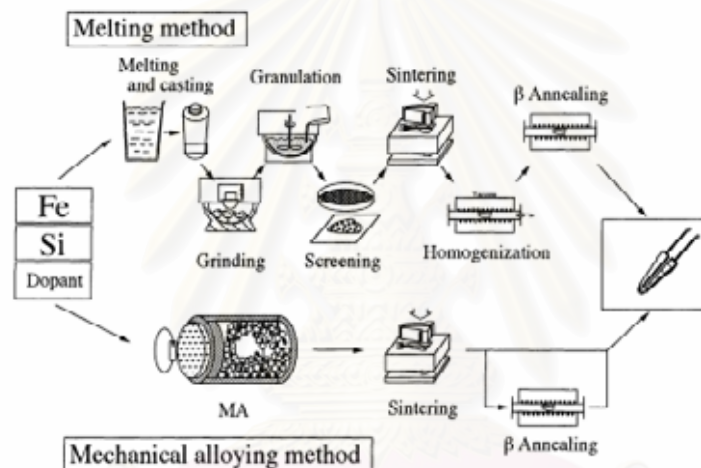 Melting method
Melting
and casting
Granulation
Sintering
β Annealing
Fe
Si
Dopant
Grinding
Screening
Homogenization
MA
Sintering
β Annealing
Mechanical alloying method